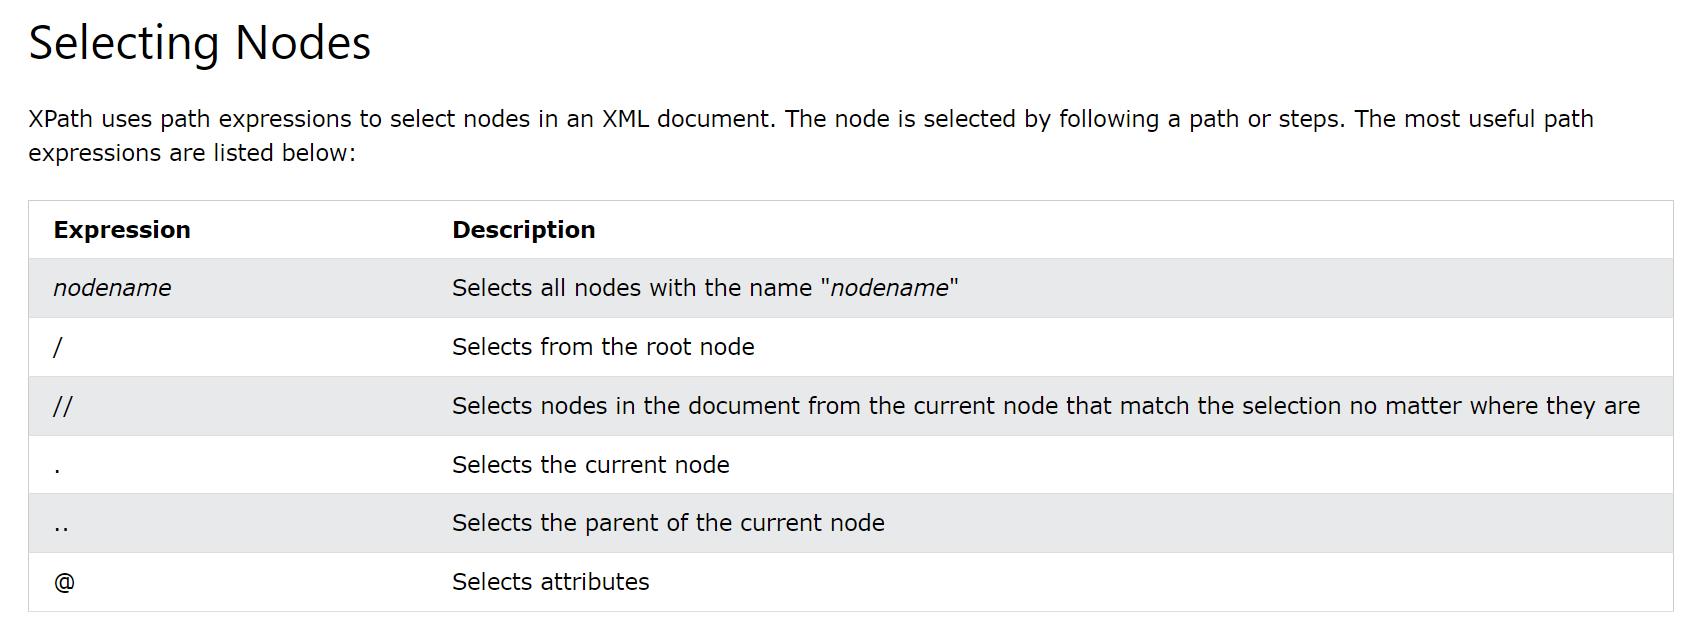 Selecting Nodes
XPath uses path expressions to select nodes in an XML document. The node is selected by following a path or steps. The most useful path
expressions are listed below:
Expression Description
nodename Selects all nodes with the name "nodename"
/ Selects from the root node
// Selects nodes in the document from the current node that match the selection no matter where they are
. Selects the current node
.. Selects the parent of the current node
@ Selects attributes